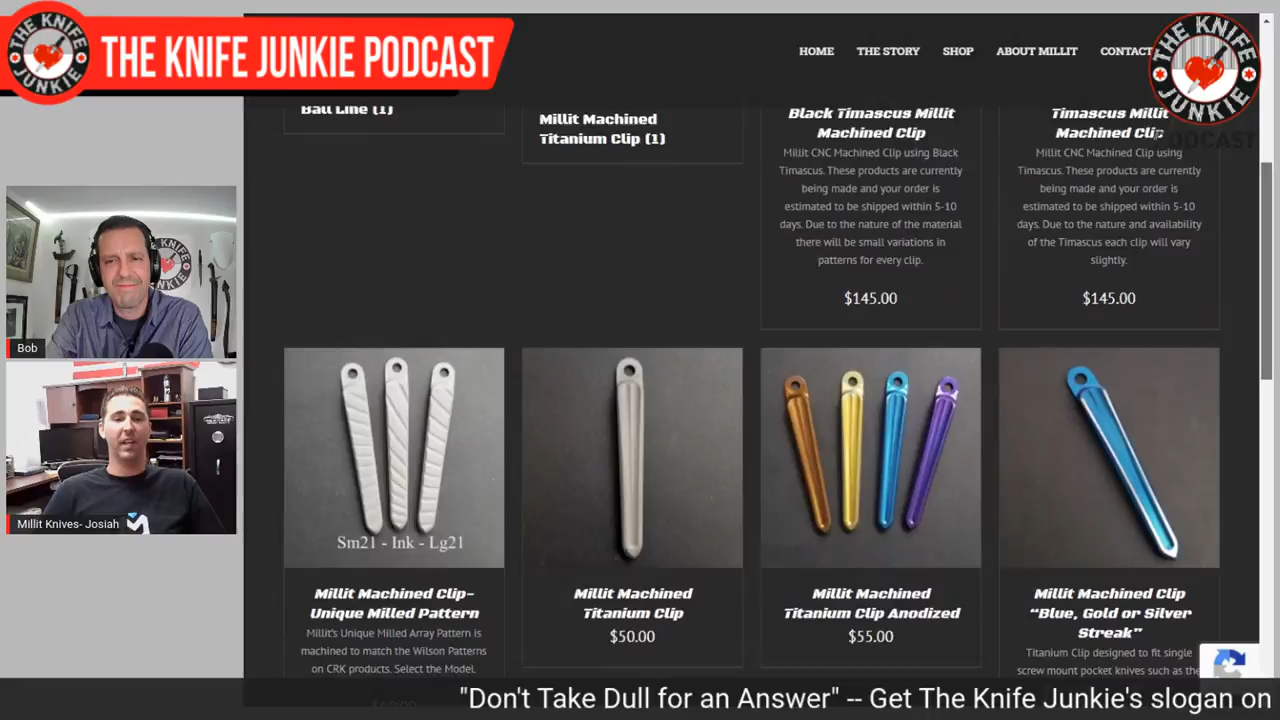 THE KNIFE JUNKIE PODCAST
THE KNIFE
JUNKIE
HOME
THE STORY
SHOP
ABOUT MILLIT
CONTACT
THE KNIFE
JUNKIE
PODCAST
Ball Line (1)
Millit Machined
Titanium Clip (1)
Black Timascus Millit
Machined Clip
Millit CNC Machined Clip using Black
Timascus. These products are currently
being made and your order is
estimated to be shipped within 5-10
days. Due to the nature of the material
there will be small variations in
patterns for every clip.
$145.00
Timascus Millit
Machined Clip
Millit CNC Machined Clip using
Timascus. These products are currently
being made and your order is
estimated to be shipped within 5-10
days. Due to the nature and availability
of the Timascus each clip will vary
slightly.
$145.00
Bob
JUNKIE
Millit Knives- Josiah
Sm21 - Ink - Lg21
Millit Machined Clip-
Unique Milled Pattern
Millit's Unique Milled Array Pattern is
machined to match the Wilson Patterns
on CRK products. Select the Model.
Millit Machined
Titanium Clip
$50.00
Millit Machined
Titanium Clip Anodized
$55.00
Millit Machined Clip
"Blue, Gold or Silver
Streak"
Titanium Clip designed to fit single
screw mount pocket knives such as the
"Don't Take Dull for an Answer" -- Get The Knife Junkie's slogan on